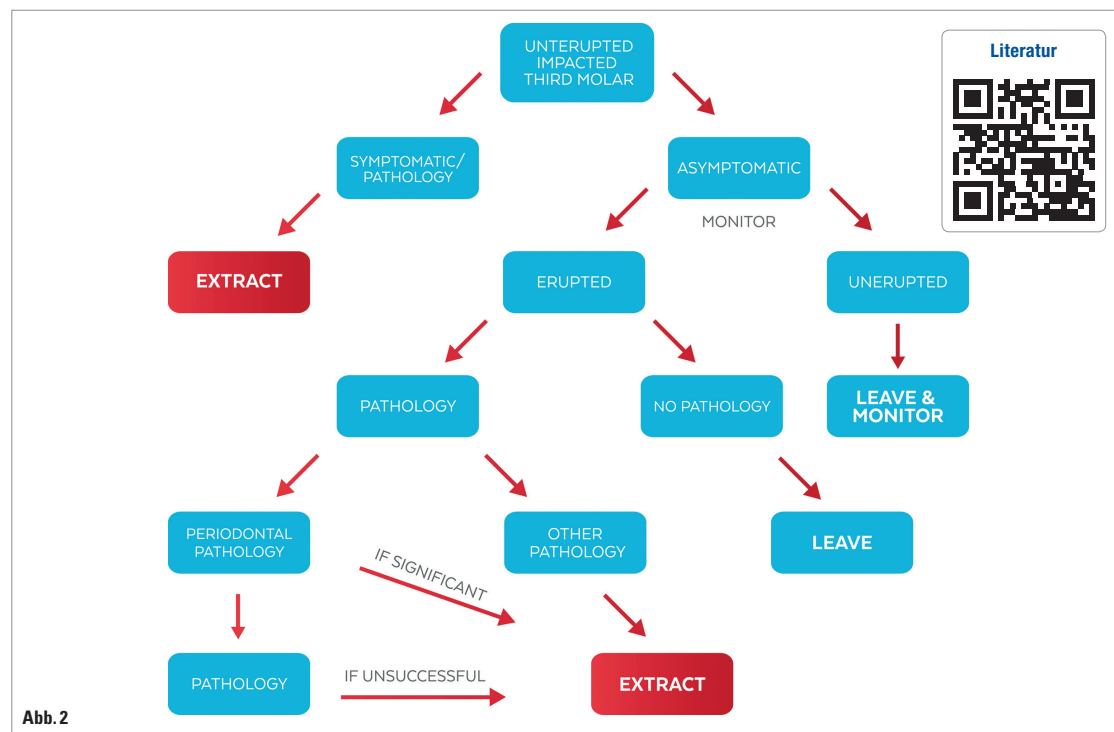 UNTERUPTED
IMPACTED
THIRD MOLAR
Literatur
SYMPTOMATIC/
PATHOLOGY
ASYMPTOMATIC
MONITOR
EXTRACT
ERUPTED
UNERUPTED
PATHOLOGY
NO PATHOLOGY
LEAVE &
MONITOR
PERIODONTAL
PATHOLOGY
OTHER
PATHOLOGY
LEAVE
IF SIGNIFICANT
PATHOLOGY
IF UNSUCCESSFUL
EXTRACT
Abb. 2